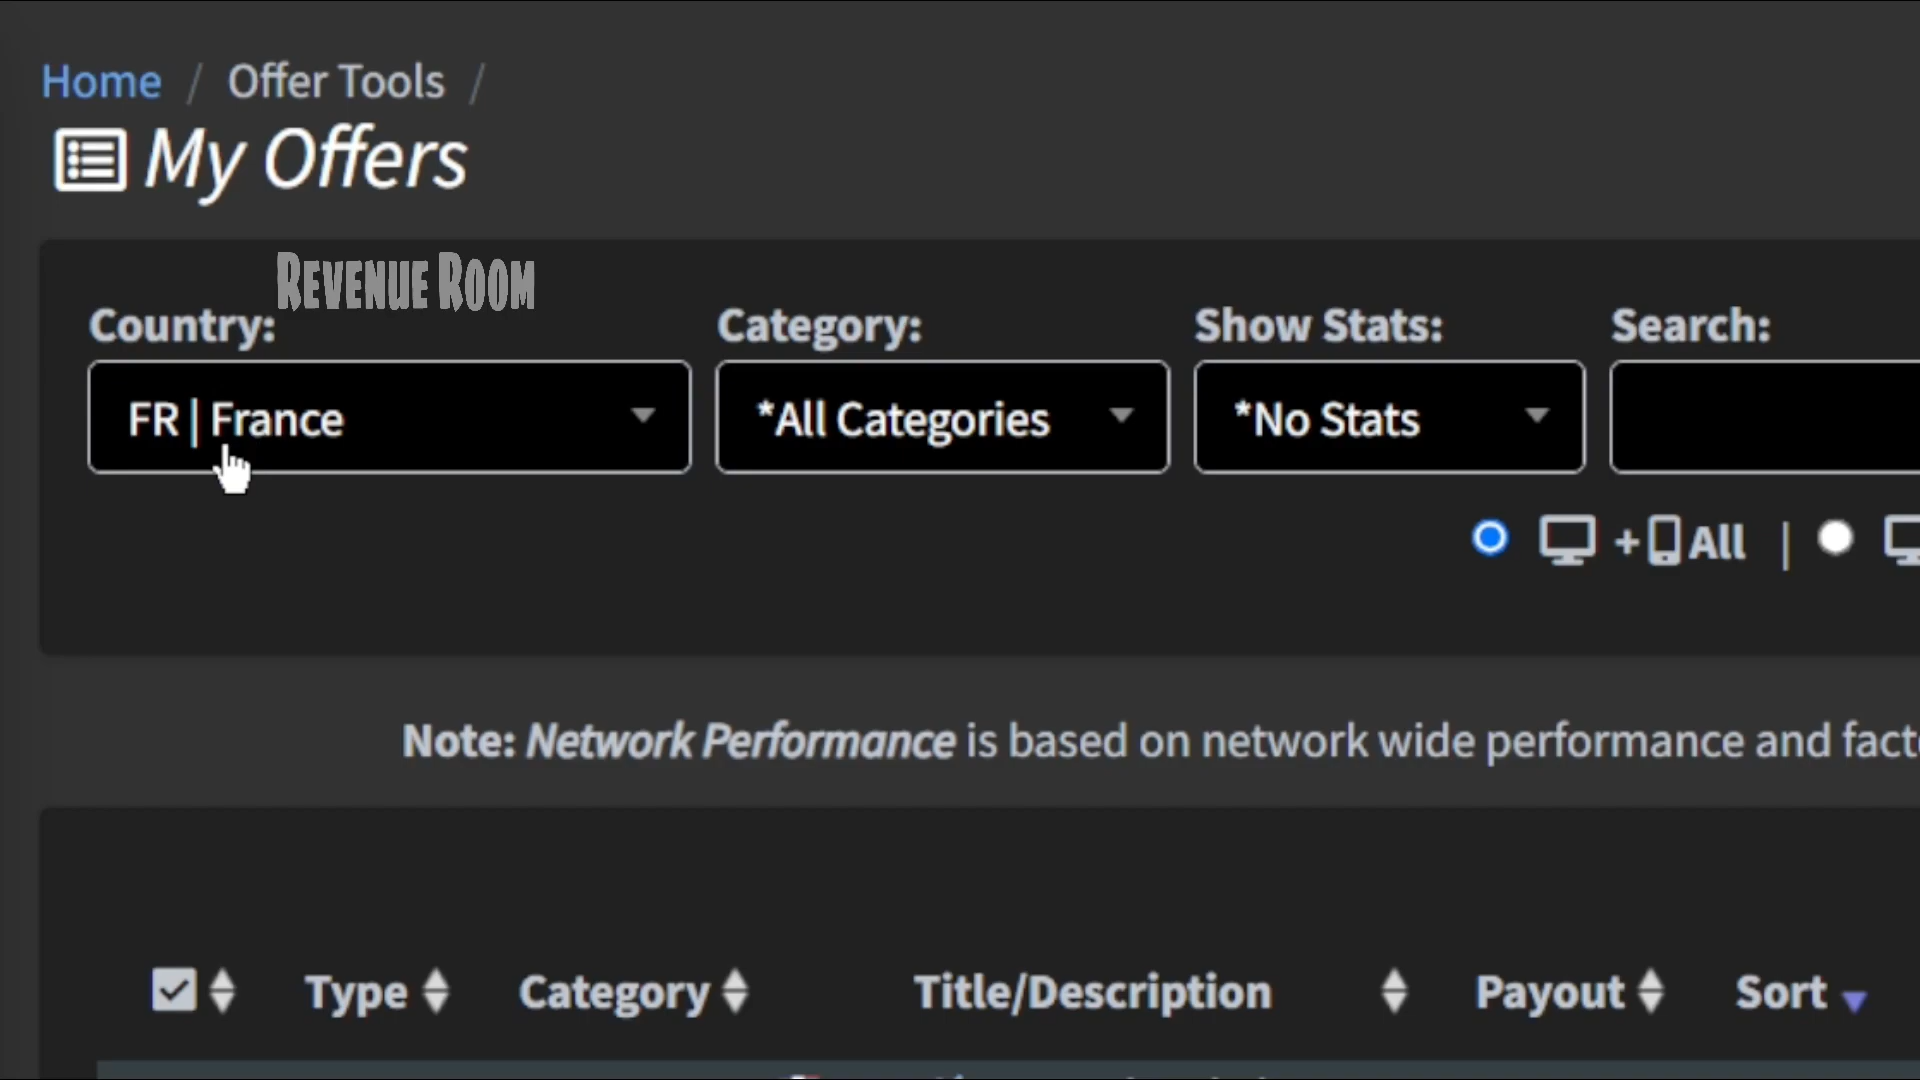 Home / Offer Tools /
My Offers
REVENUE ROOM
Country: Category: Show Stats: Search:
FR | France *All Categories *No Stats
+ All |
Note: Network Performance is based on network wide performance and
Type Category Title/Description Payout Sort